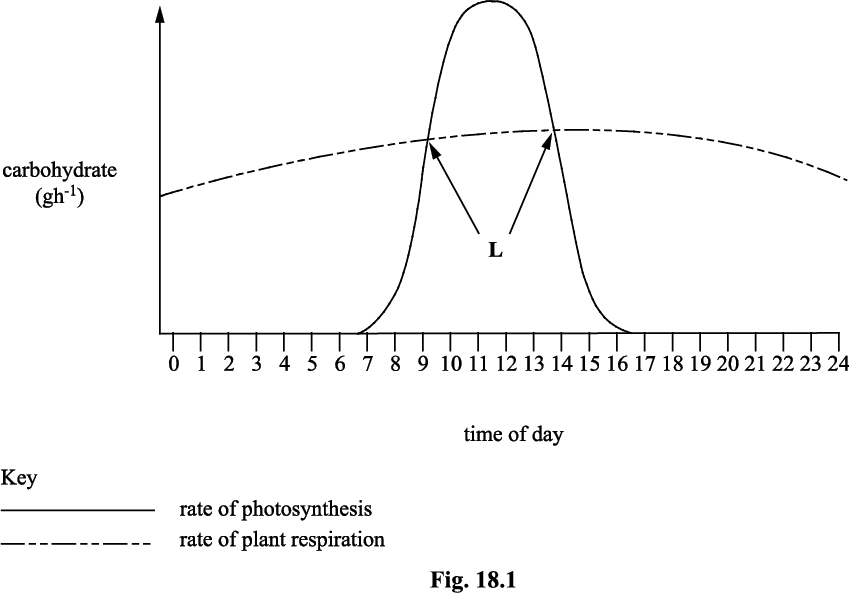 carbohydrate
(gh-1)
L
0 1 2 3 4 5 6 7 8 9 10 11 12 13 14 15 16 17 18 19 20 21 22 23 24
time of day
Key
rate of photosynthesis
rate of plant respiration
Fig. 18.1